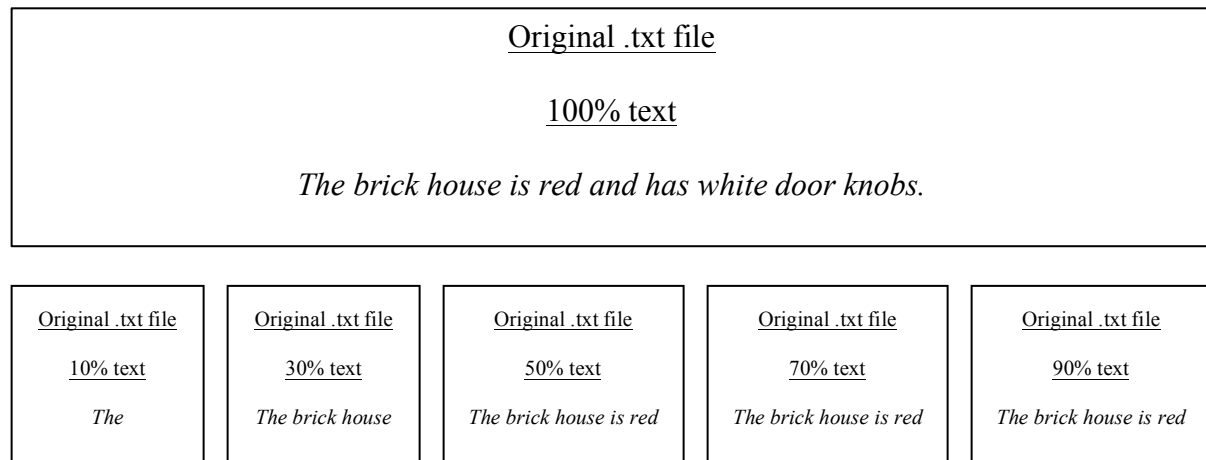 Original .txt file
100% text
The brick house is red and has white door knobs.
Original .txt file
10% text
The
Original .txt file
30% text
The brick house
Original .txt file
50% text
The brick house is red
Original .txt file
70% text
The brick house is red
Original .txt file
90% text
The brick house is red